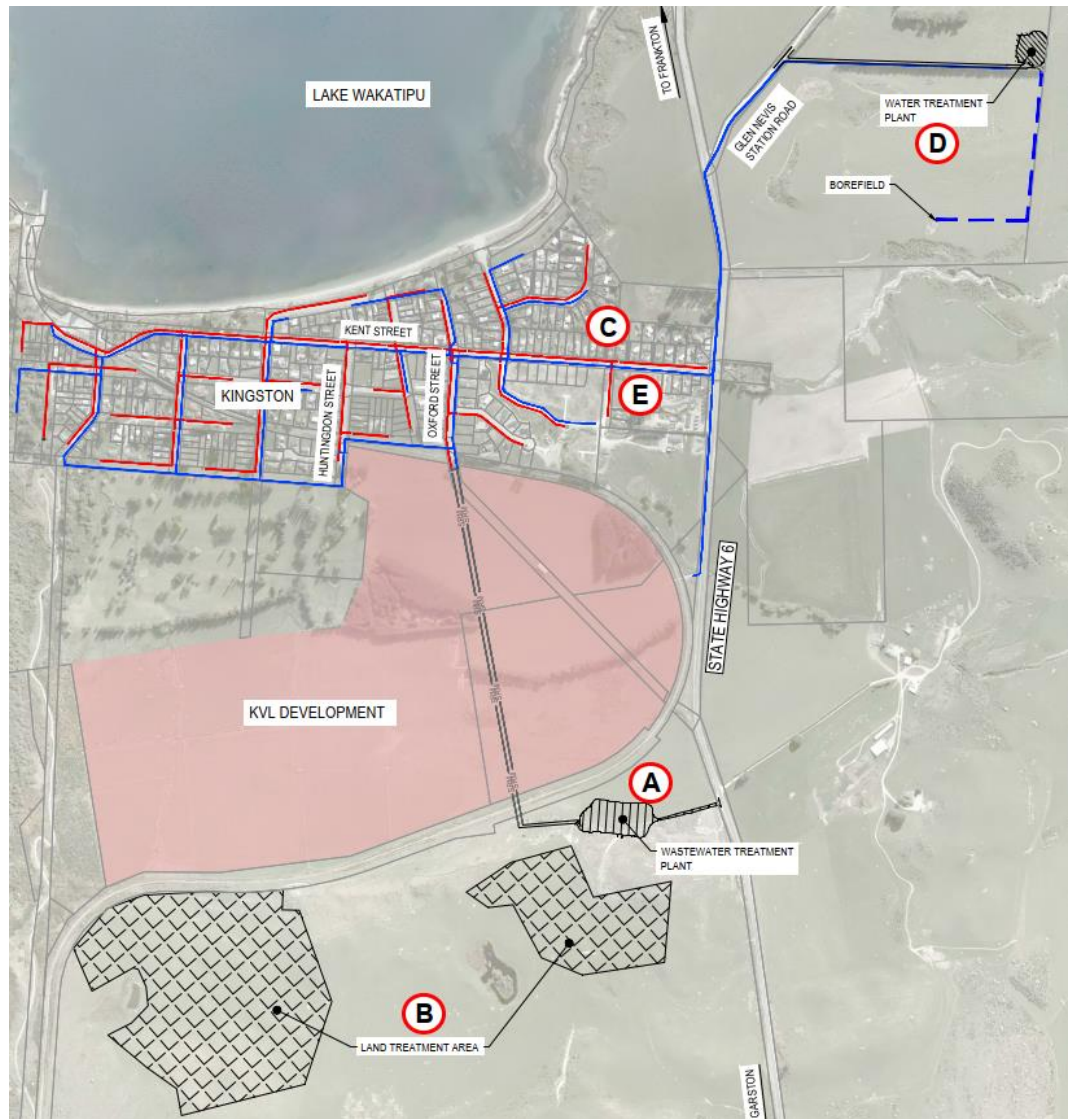 TO FRANKTON
LAKE WAKATIPU
GLEN NEVIS
STATION ROAD
WATER TREATMENT
PLANT
D
BOREFIELD
C
KENT STREET
E
KINGSTON
HUNTINGDON STREET
OXFORD STREET
STATE HIGHWAY 6
KVL DEVELOPMENT
A
WASTEWATER TREATMENT
PLANT
B
LAND TREATMENT AREA
GARSTON